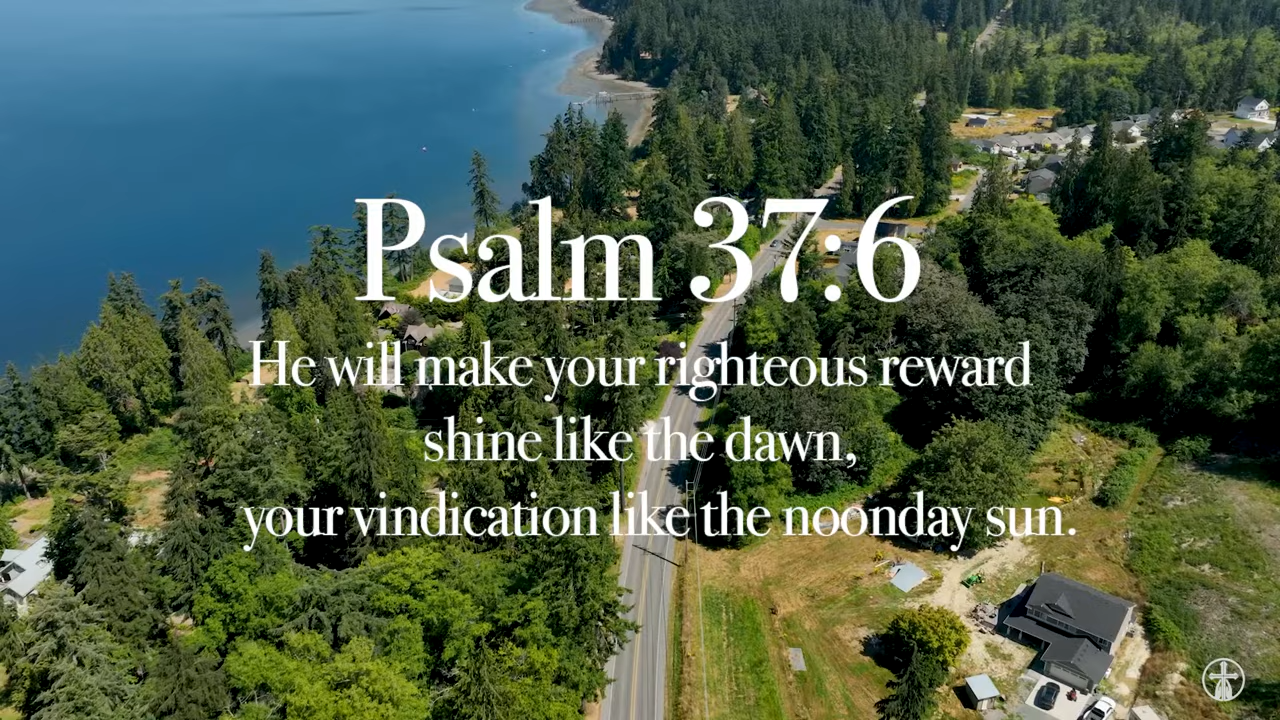 Psalm 37:6
He will make your righteous reward
shine like the dawn,
your vindication like the noonday sun.